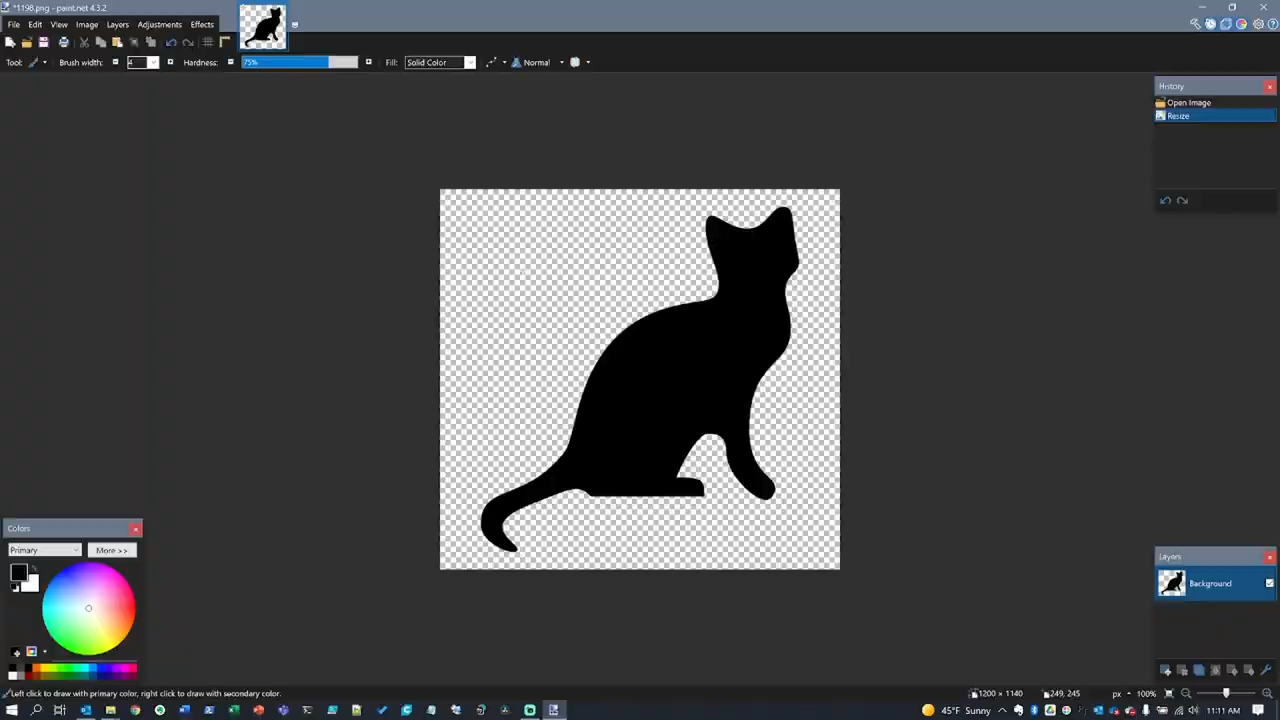 *1198.png - paint.net 4.3.2
File Edit View Image Layers Adjustments Effects
Tool: Brush width: 4 Hardness: 75% Fill: Solid Color Normal
History
Open Image
Resize
Colors
Primary More >>
Layers
Background
Left click to draw with primary color, right click to draw with secondary color.
1200 × 1140 249, 245 px 100%
45°F Sunny 11:11 AM